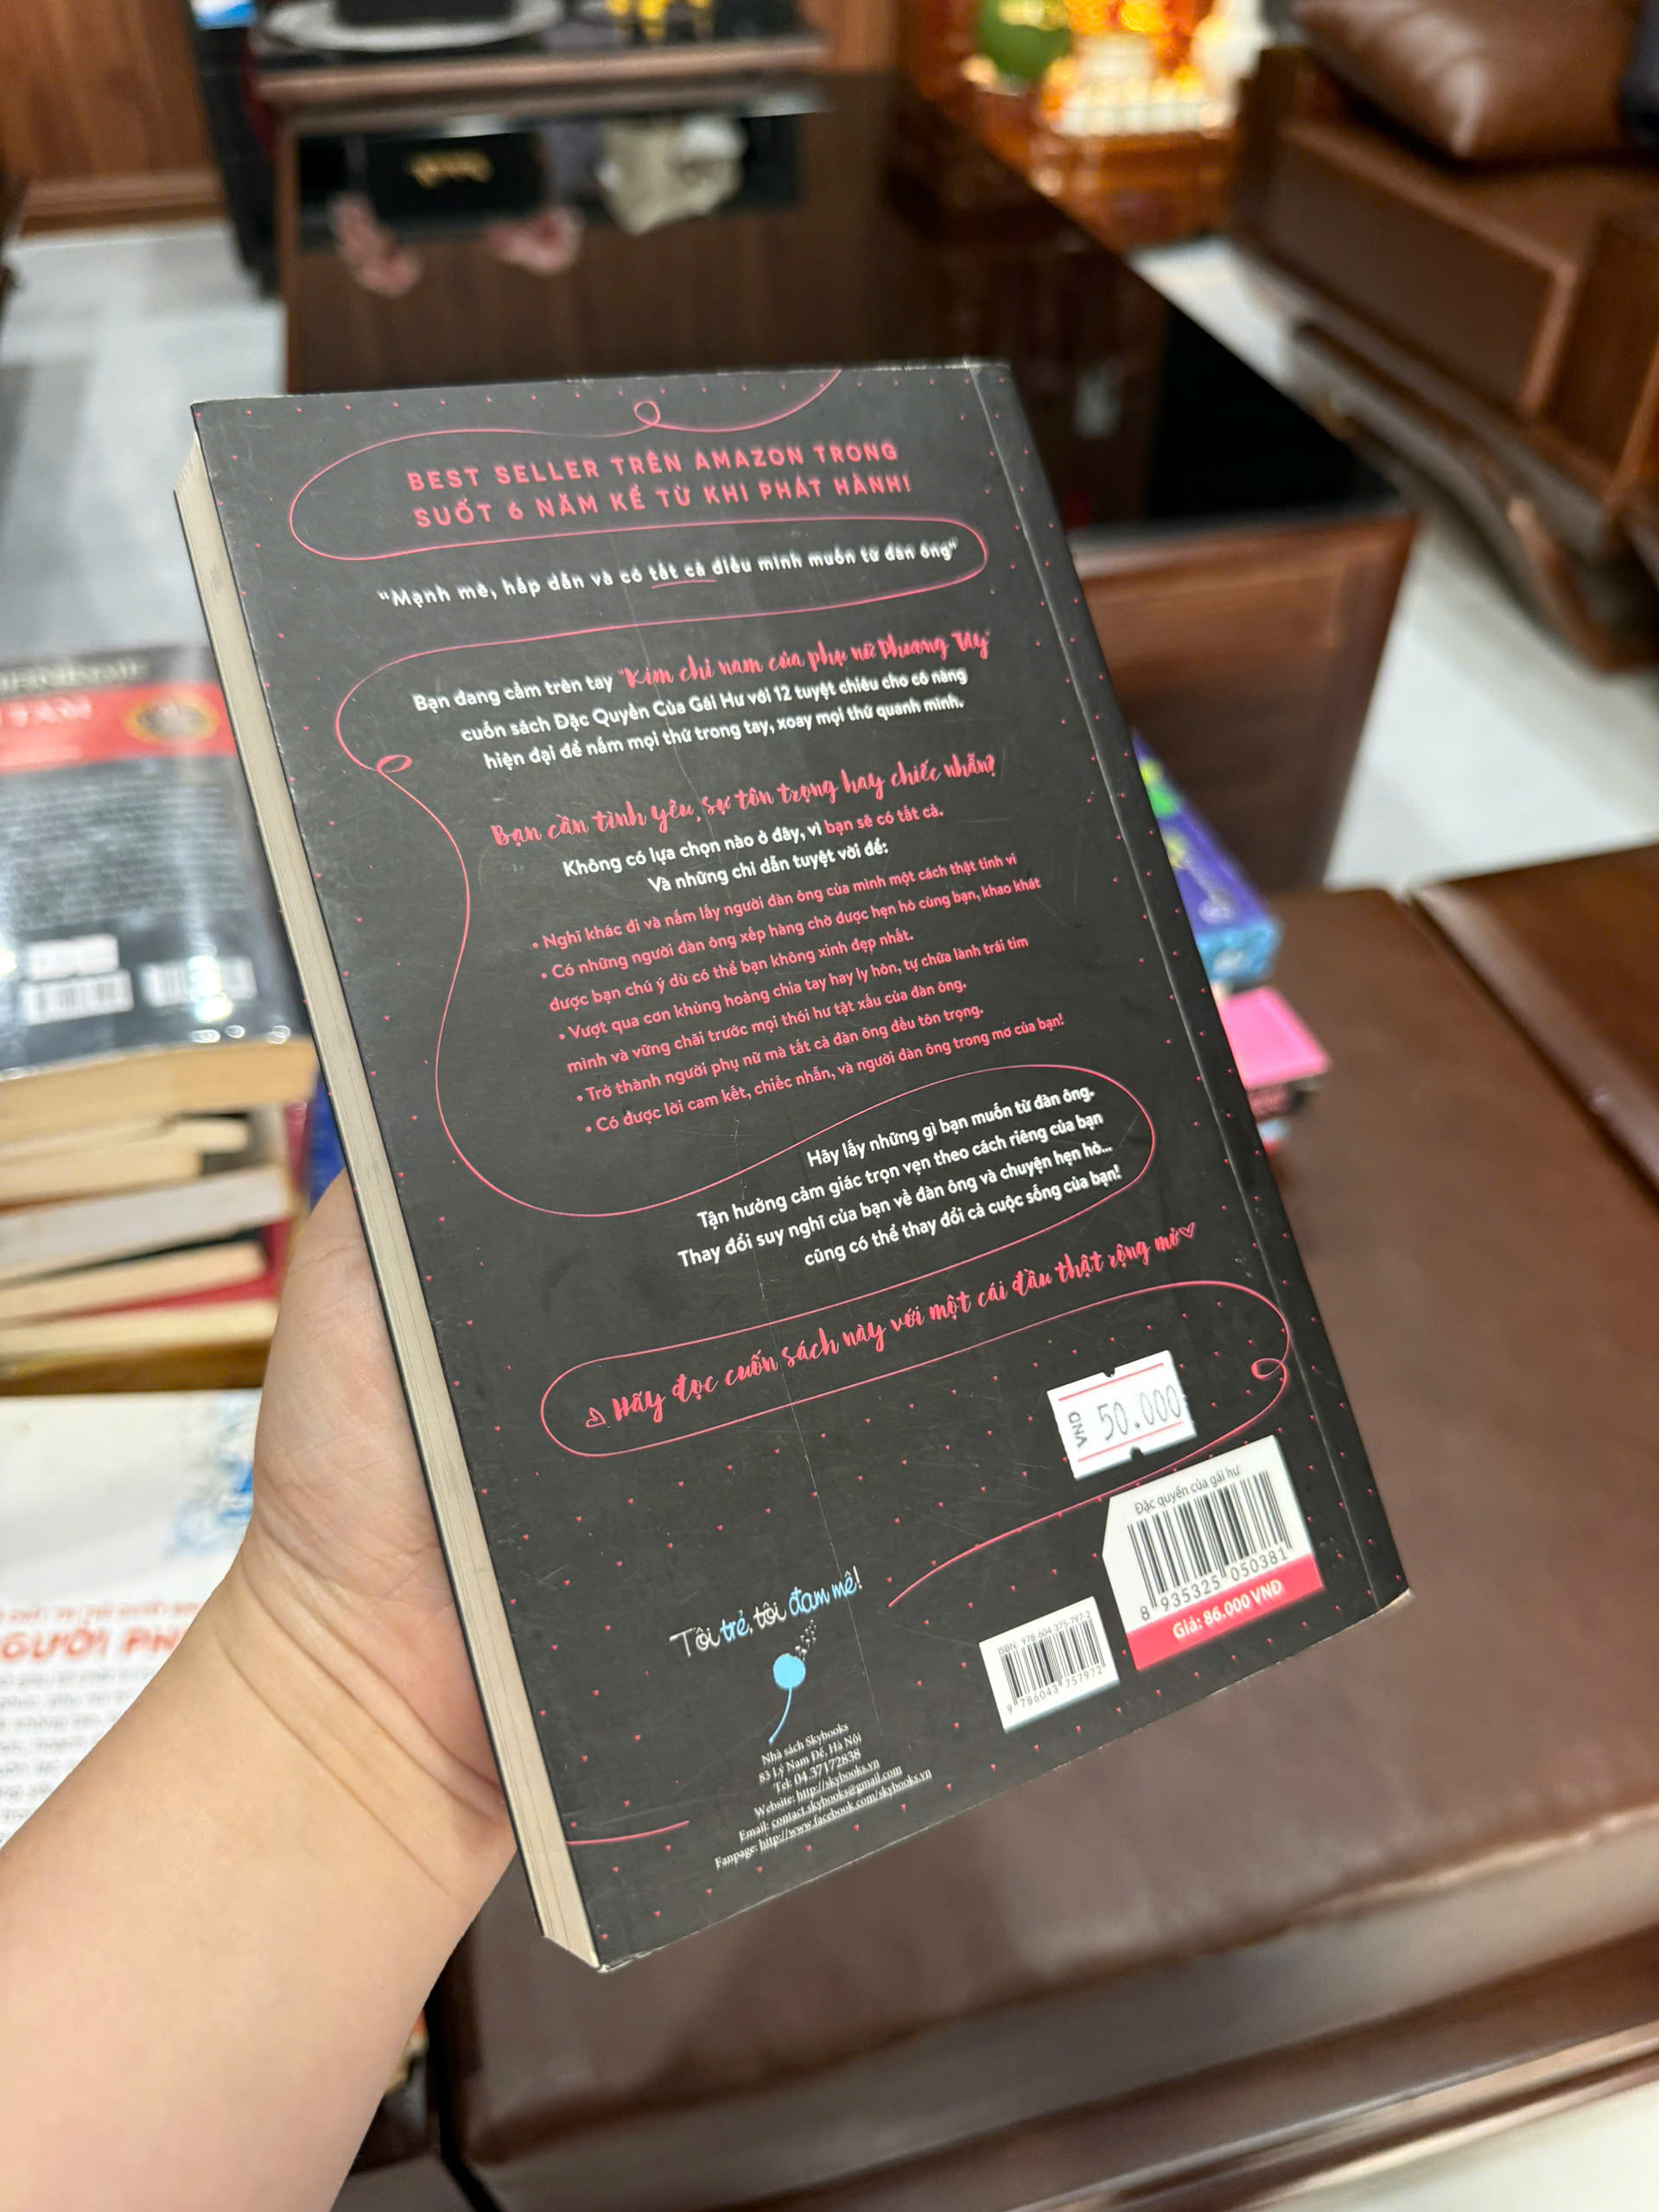 BEST SELLER TRÊN AMAZON TRONG
SUỐT 6 NĂM KỂ TỪ KHI PHÁT HÀNH!
"Mạnh mẽ, hấp dẫn và có tất cả điều mình muốn từ đàn ông"
Bạn đang cầm trên tay "Kim chỉ nam của phụ nữ Phương Tây"
cuốn sách Đặc Quyền Của Gái Hư với 12 tuyệt chiêu cho cô nàng
hiện đại để nắm mọi thứ trong tay, xoay mọi thứ quanh mình.
Bạn cần tình yêu, sự tôn trọng hay chiếc nhẫn?
Không có lựa chọn nào ở đây, vì bạn sẽ có tất cả.
Và những chỉ dẫn tuyệt vời để:
• Nghĩ khác đi và nắm lấy người đàn ông của mình một cách thật tinh vi
• Có những người đàn ông xếp hàng chờ được hẹn hò cùng bạn, khao khát
được bạn chú ý dù có thể bạn không xinh đẹp nhất.
• Vượt qua cơn khủng hoảng chia tay hay ly hôn, tự chữa lành trái tim
mình và vững chãi trước mọi thói hư tật xấu của đàn ông.
• Trở thành người phụ nữ mà tất cả đàn ông đều tôn trọng.
• Có được lời cam kết, chiếc nhẫn, và người đàn ông trong mơ của bạn!
Hãy lấy những gì bạn muốn từ đàn ông.
Tận hưởng cảm giác trọn vẹn theo cách riêng của bạn
Thay đổi suy nghĩ của bạn về đàn ông và chuyện hẹn hò...
cũng có thể thay đổi cả cuộc sống của bạn!
Hãy đọc cuốn sách này với một cái đầu thật rộng mở
VND 50.000
Đặc quyền của gái hư
8 935325 050381
Giá: 86.000 VNĐ
ISBN: 978-604-375-797-2
9 786043 757972
Tôi trẻ, tôi đam mê!
Nhà sách Skybooks
83 Lý Nam Đế, Hà Nội
Tel: 04.37172838
Website: http://skybooks.vn
Email: contact.skybooks@gmail.com
Fanpage: http://www.facebook.com/skybooks.vn